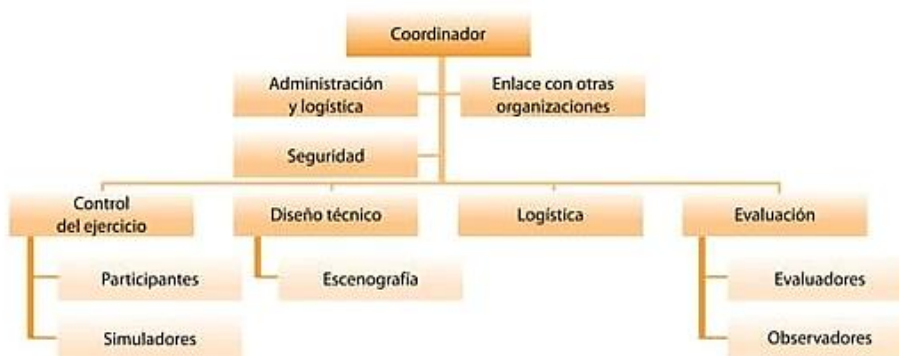 Coordinador
Administración
y logística
Enlace con otras
organizaciones
Seguridad
Control
del ejercicio
Diseño técnico
Logística
Evaluación
Participantes
Escenografía
Evaluadores
Simuladores
Observadores